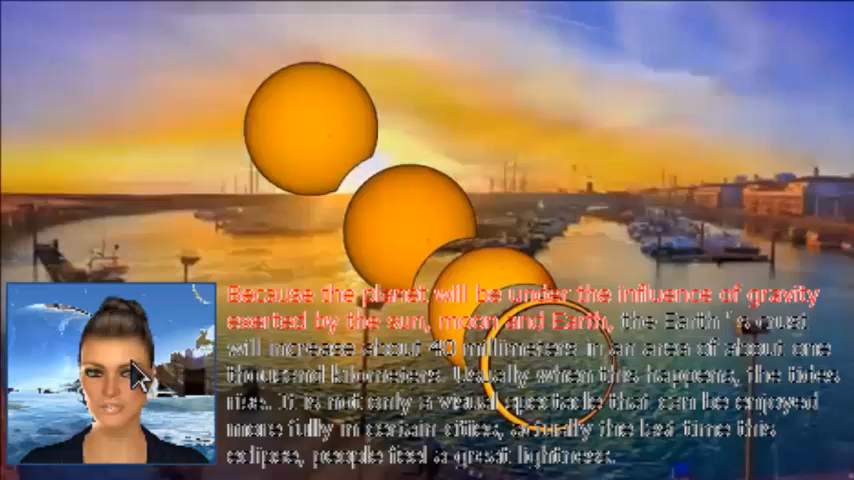 Because the planet will be under the influence of gravity
exerted by the sun, moon and Earth, the Earth ' s crust
will increase about 40 millimeters in an area of about one
thousand kilometers. Usually when this happens, the tides
rise. It is not only a visual spectacle that can be enjoyed
more fully in certain cities, actually the last time this
eclipse, people feel a great lightness.